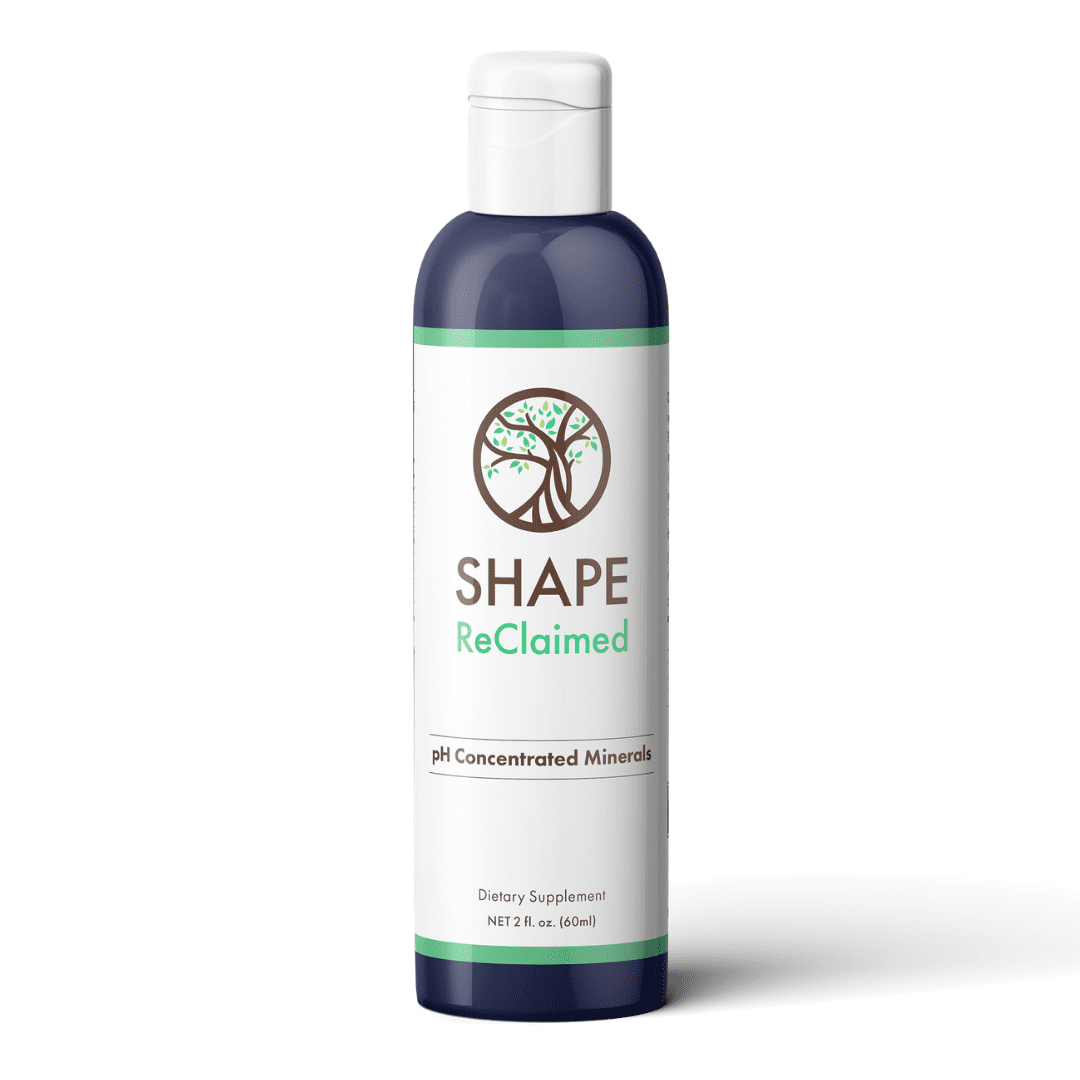 SHAPE
ReClaimed
pH Concentrated Minerals
Dietary Supplement
NET 2 fl. oz. (60ml)